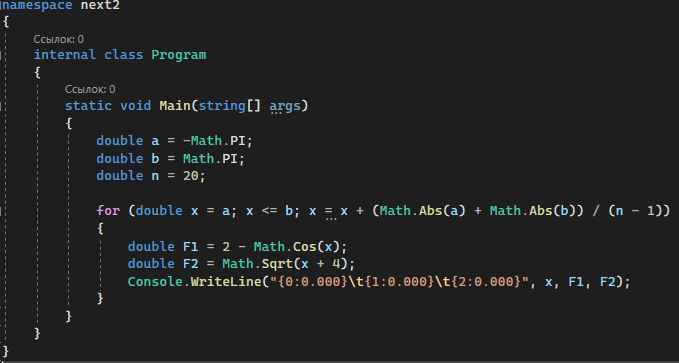 namespace next2
{
Ссылок: 0
internal class Program
{
Ссылок: 0
static void Main(string[] args)
{
double a = -Math.PI;
double b = Math.PI;
double n = 20;
for (double x = a; x <= b; x = x + (Math.Abs(a) + Math.Abs(b)) / (n - 1))
{
double F1 = 2 - Math.Cos(x);
double F2 = Math.Sqrt(x + 4);
Console.WriteLine("{0:0.000}\t{1:0.000}\t{2:0.000}", x, F1, F2);
}
}
}
}